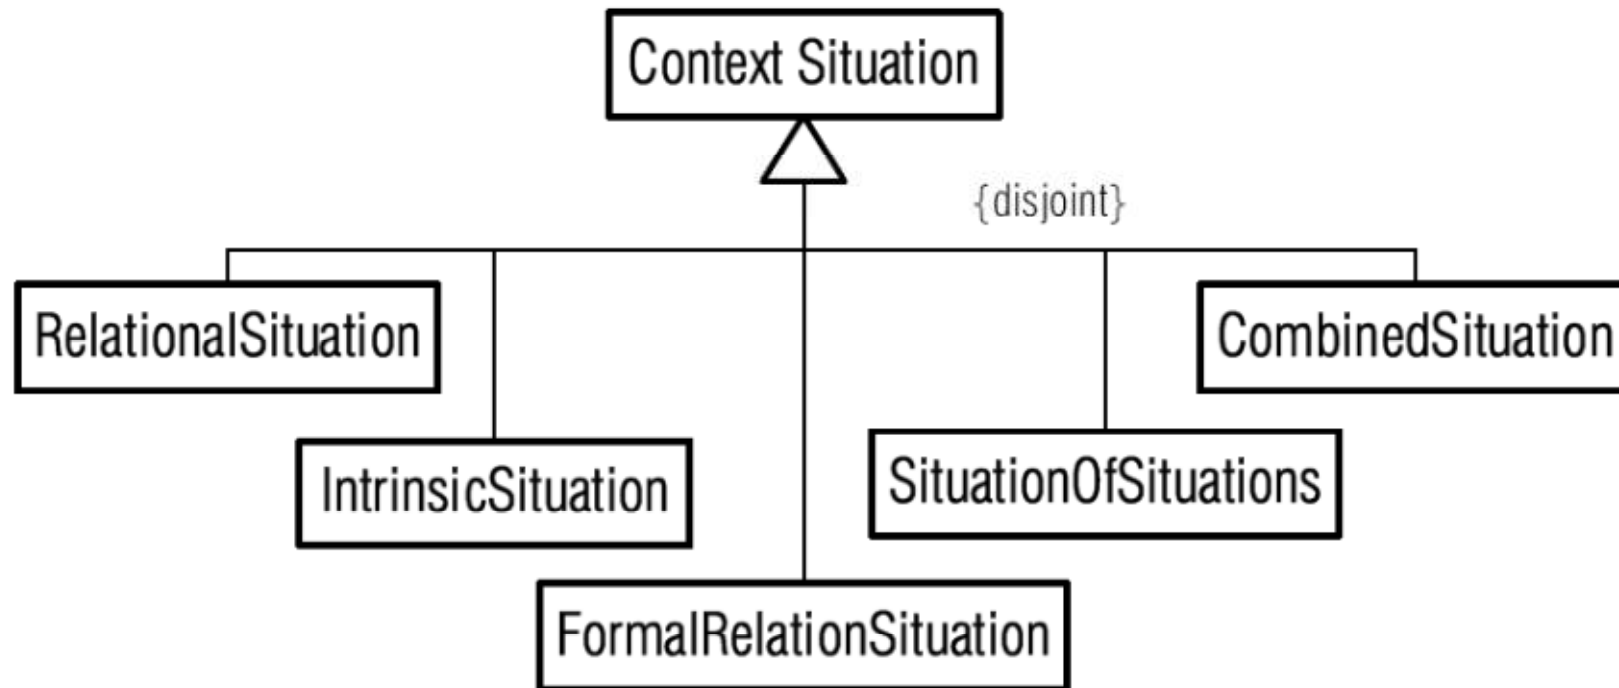 Context Situation
{disjoint}
RelationalSituation
CombinedSituation
IntrinsicSituation
SituationOfSituations
FormalRelationSituation